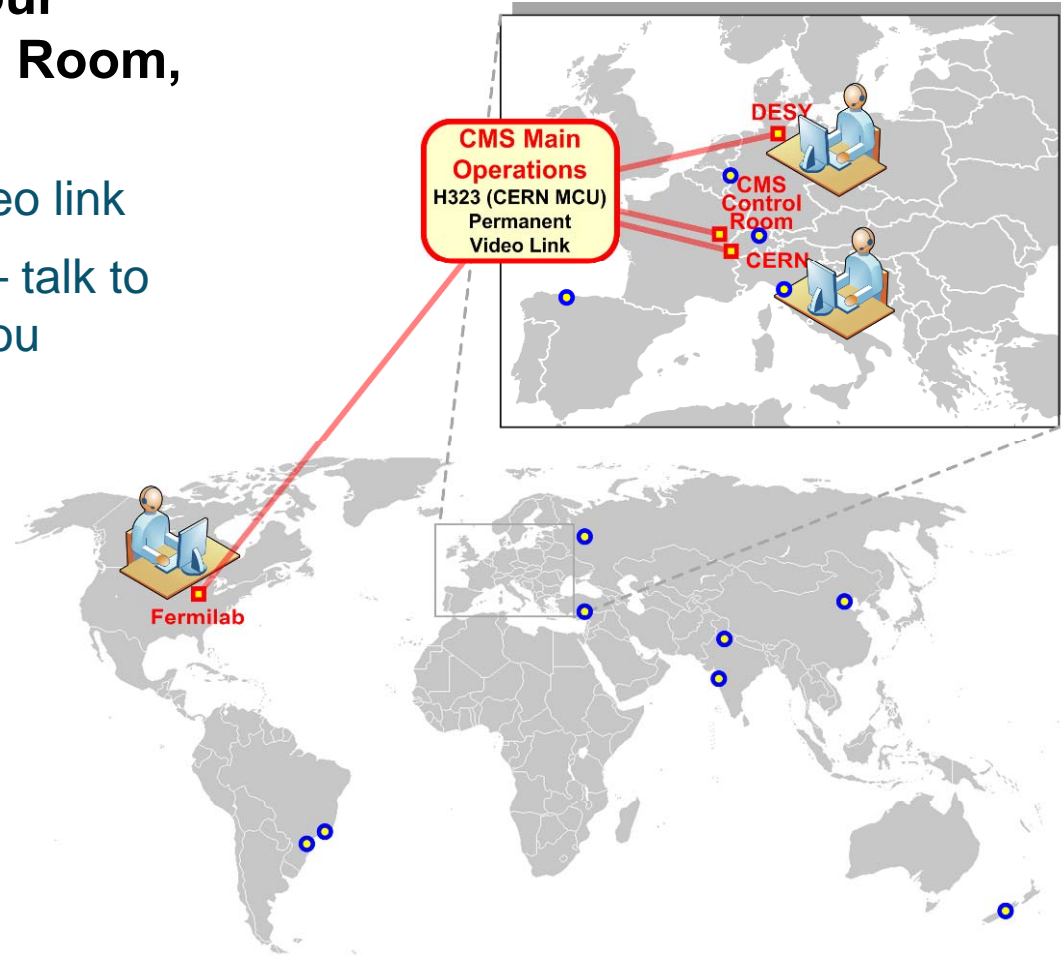 Room,
eo link
– talk to
ou
CMS Main
Operations
H323 (CERN MCU)
Permanent
Video Link
DESY
CMS
Control
Room
CERN
Fermilab